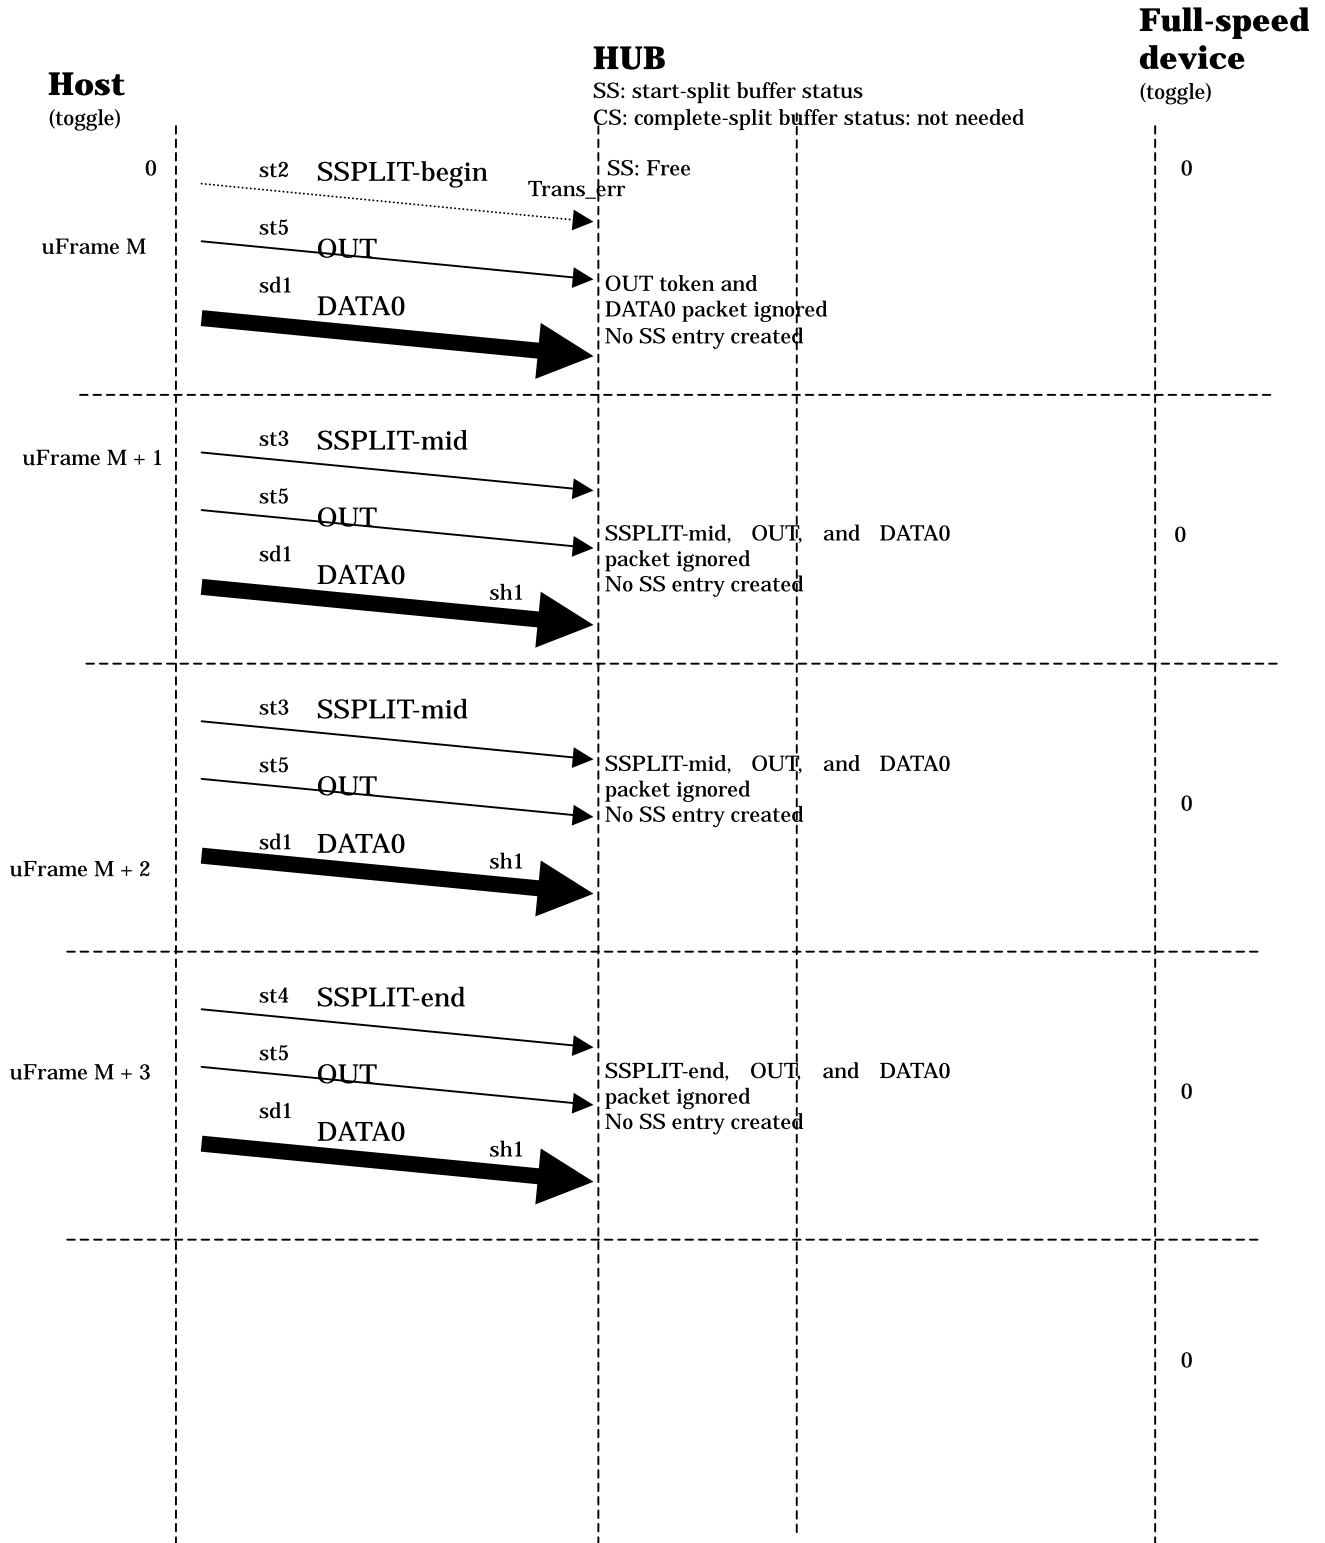 Full-speed
device
(toggle)
HUB
SS: start-split buffer status
CS: complete-split buffer status: not needed
Host
(toggle)
0
st2
SSPLIT-begin
Trans_err
SS: Free
0
uFrame M
st5
OUT
sd1
DATA0
OUT token and
DATA0 packet ignored
No SS entry created
uFrame M + 1
st3
SSPLIT-mid
st5
OUT
sd1
DATA0
sh1
SSPLIT-mid, OUT, and DATA0
packet ignored
No SS entry created
0
st3
SSPLIT-mid
st5
OUT
sd1
DATA0
sh1
uFrame M + 2
SSPLIT-mid, OUT, and DATA0
packet ignored
No SS entry created
0
st4
SSPLIT-end
uFrame M + 3
st5
OUT
sd1
DATA0
sh1
SSPLIT-end, OUT, and DATA0
packet ignored
No SS entry created
0
0